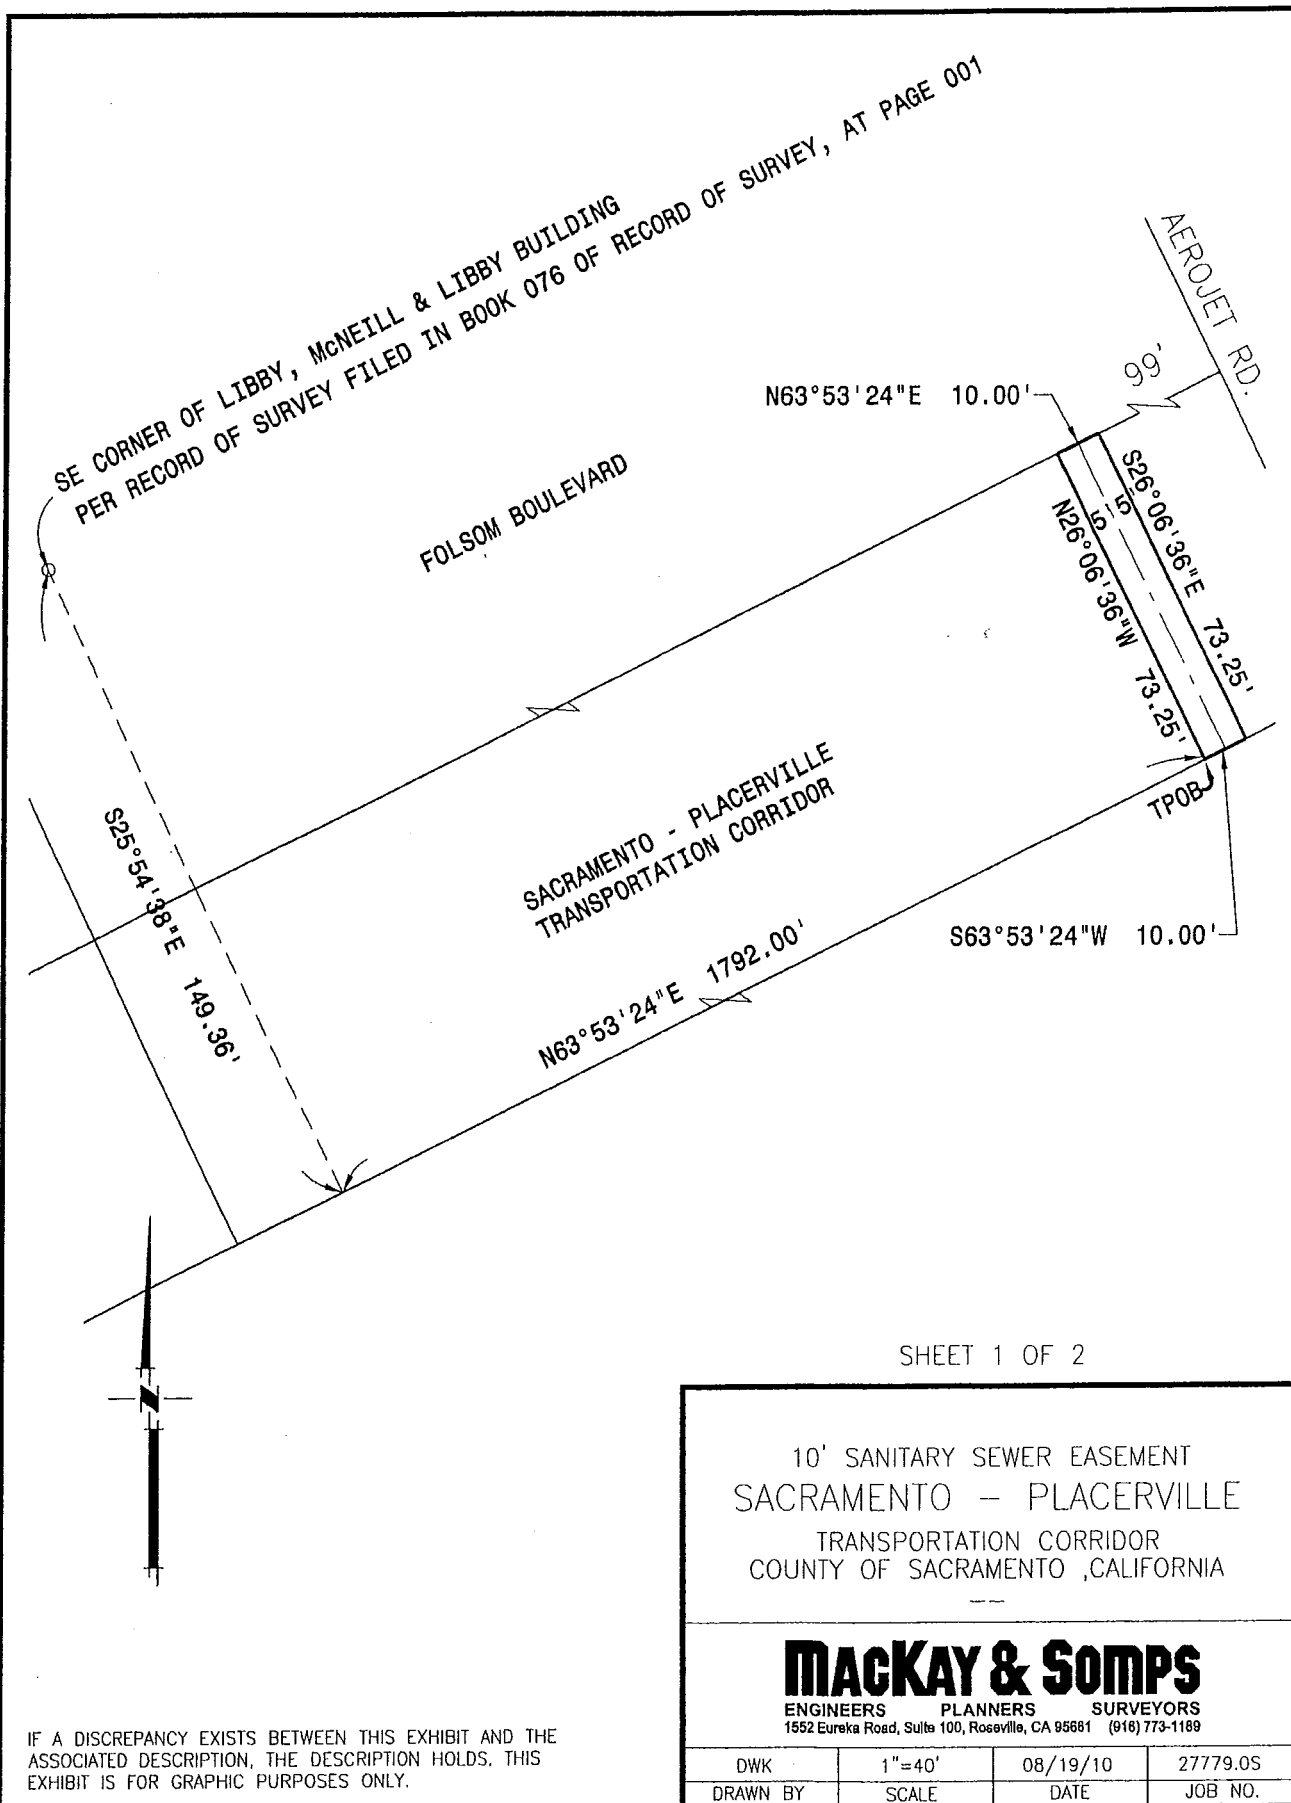 SE CORNER OF LIBBY, McNEILL & LIBBY BUILDING
PER RECORD OF SURVEY FILED IN BOOK 076 OF RECORD OF SURVEY, AT PAGE 001
AEROJET RD.
99'
N63°53'24"E 10.00'
FOLSOM BOULEVARD
S26°06'36"E 73.25'
5 5
N26°06'36"W 73.25'
TPOB
SACRAMENTO - PLACERVILLE
TRANSPORTATION CORRIDOR
S25°54'38"E 149.36'
S63°53'24"W 10.00'
N63°53'24"E 1792.00'
N
SHEET 1 OF 2
10' SANITARY SEWER EASEMENT
SACRAMENTO – PLACERVILLE
TRANSPORTATION CORRIDOR
COUNTY OF SACRAMENTO ,CALIFORNIA
MACKAY & SOMPS
ENGINEERS PLANNERS SURVEYORS
1552 Eureka Road, Suite 100, Roseville, CA 95661 (916) 773-1189
DWK 1"=40' 08/19/10 27779.0S
DRAWN BY SCALE DATE JOB NO.
IF A DISCREPANCY EXISTS BETWEEN THIS EXHIBIT AND THE
ASSOCIATED DESCRIPTION, THE DESCRIPTION HOLDS. THIS
EXHIBIT IS FOR GRAPHIC PURPOSES ONLY.